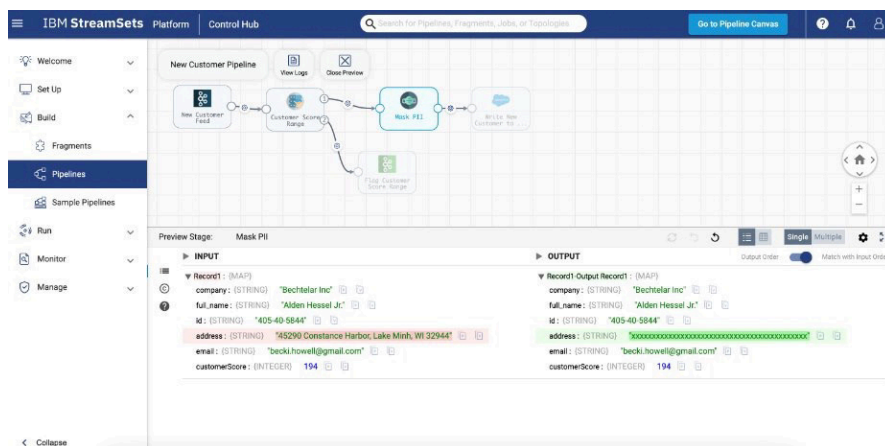 IBM StreamSets Platform Control Hub
Search for Pipelines, Fragments, Jobs, or Topologies
Go to Pipeline Canvas
Welcome
Set Up
Build
Fragments
Pipelines
Sample Pipelines
Run
Monitor
Manage
Collapse
New Customer Pipeline
View Logs
Close Preview
New Customer
Feed
Customer Score
Range
Mask PII
Write New
Customer to ...
Flag Customer
Score Range
Preview Stage: Mask PII
Single Multiple
INPUT
Record1 : (MAP)
company : (STRING) "Bechtelar Inc"
full_name : (STRING) "Alden Hessel Jr."
id : (STRING) "405-40-5844"
address : (STRING) "45290 Constance Harbor, Lake Minh, WI 32944"
email : (STRING) "becki.howell@gmail.com"
customerScore : (INTEGER) 194
OUTPUT
Output Order Match with Input Orde
Record1-Output Record1 : (MAP)
company : (STRING) "Bechtelar Inc"
full_name : (STRING) "Alden Hessel Jr."
id : (STRING) "405-40-5844"
address : (STRING) "xxxxxxxxxxxxxxxxxxxxxxxxxxxxxxxxxxxxxxxxxxx"
email : (STRING) "becki.howell@gmail.com"
customerScore : (INTEGER) 194